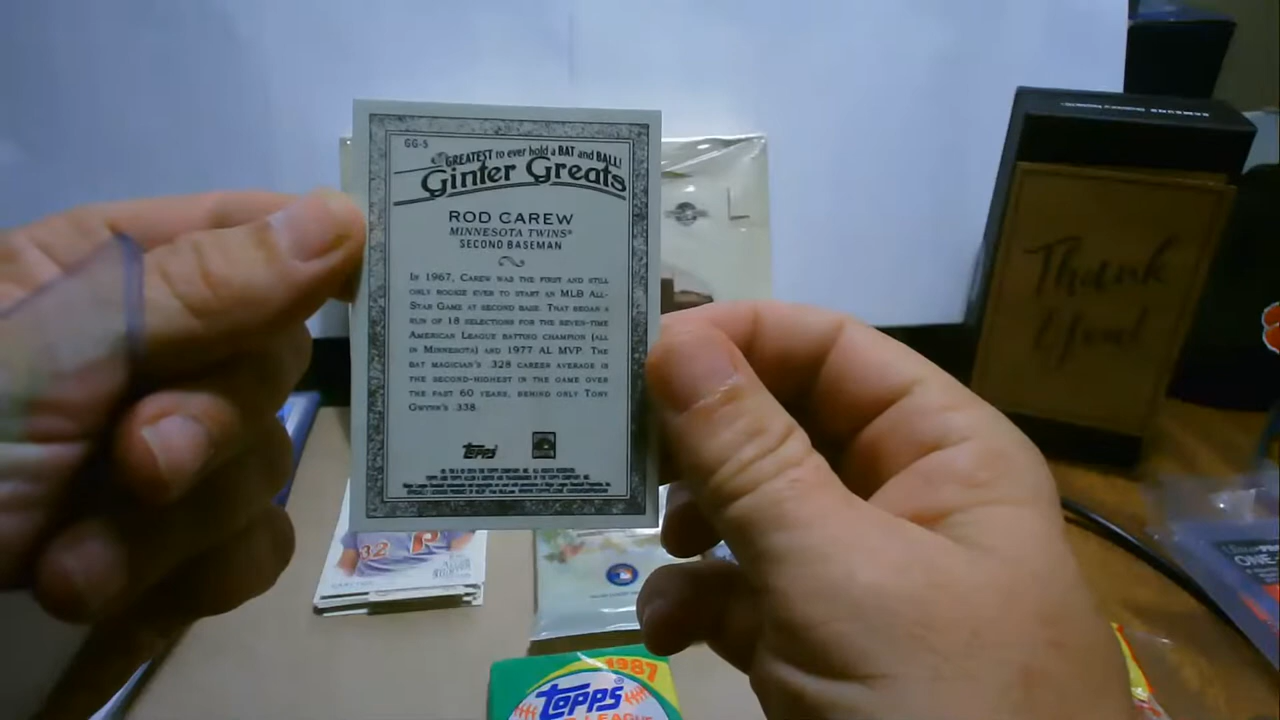 GG-5
GREATEST to ever hold a BAT and BALL!
Ginter Greats
ROD CAREW
MINNESOTA TWINS®
SECOND BASEMAN
IN 1967, CAREW WAS THE FIRST AND STILL
ONLY ROOKIE EVER TO START AN MLB ALL-
STAR GAME AT SECOND BASE. THAT BEGAN A
RUN OF 18 SELECTIONS FOR THE SEVEN-TIME
AMERICAN LEAGUE BATTING CHAMPION (ALL
IN MINNESOTA) AND 1977 AL MVP. THE
BAT MAGICIAN'S .328 CAREER AVERAGE IS
THE SECOND-HIGHEST IN THE GAME OVER
THE PAST 60 YEARS, BEHIND ONLY TONY
GWYNN'S .338.
Topps
L
Thank
You!
32 P
ONE-
1987
Topps®
LEAGUE